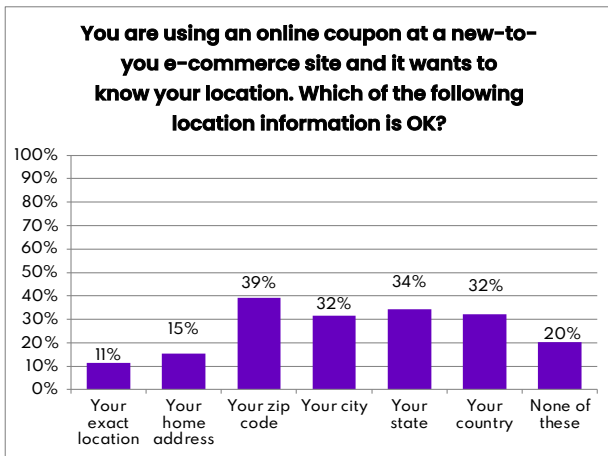 You are using an online coupon at a new-to-
you e-commerce site and it wants to
know your location. Which of the following
location information is OK?
100%
90%
80%
70%
60%
50%
40%
30%
20%
10%
0%
11%
15%
39%
32%
34%
32%
20%
Your
exact
location
Your
home
address
Your zip
code
Your city
Your
state
Your
country
None of
these